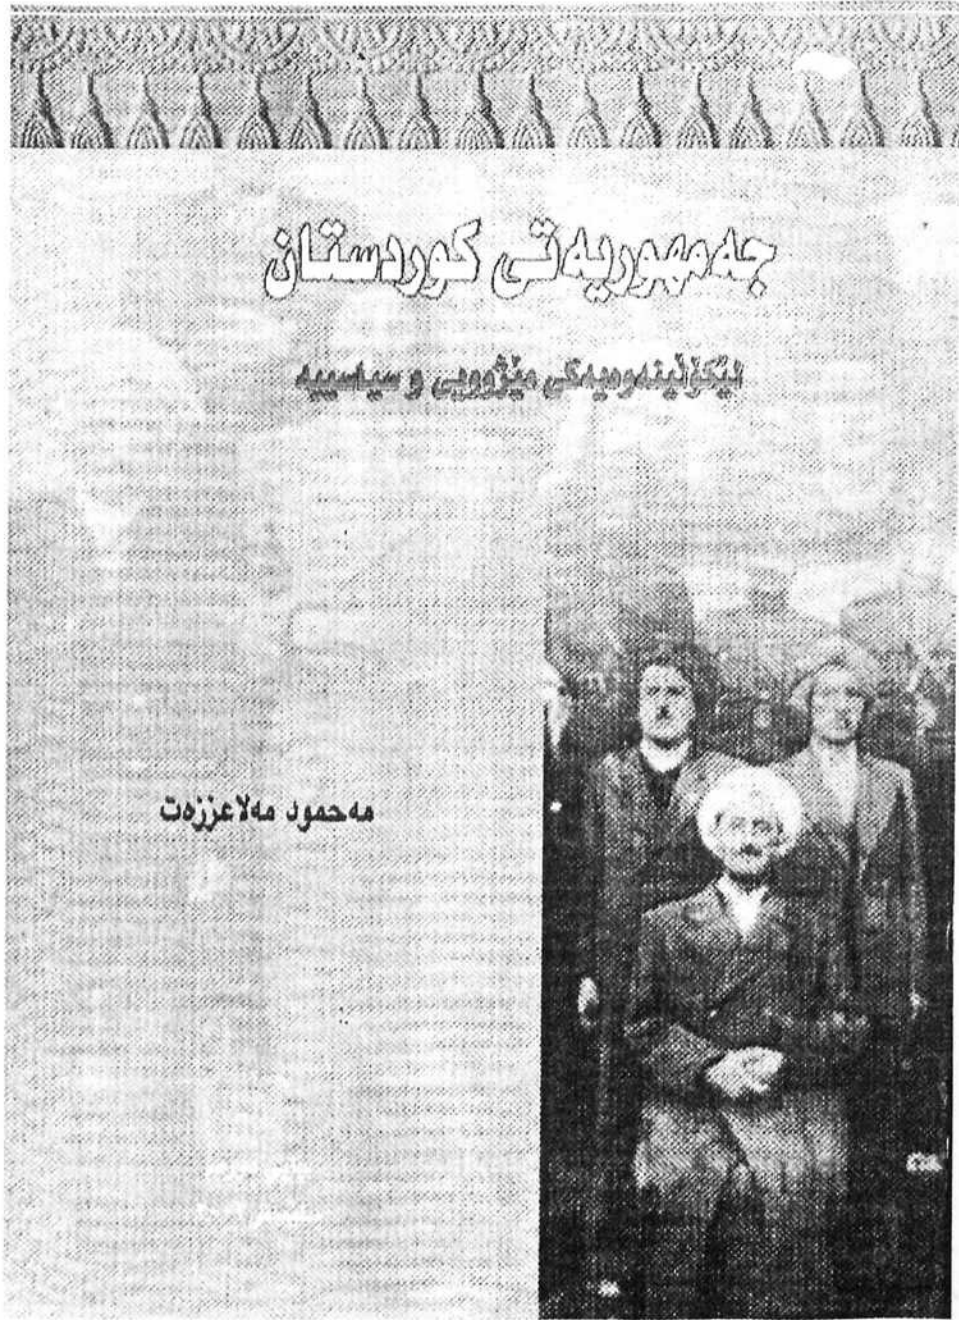 جەمهوریەتی کوردستان
لێکۆڵینەوەیەکی مێژوویی و سیاسییە
مەحمود مەلاعززەت